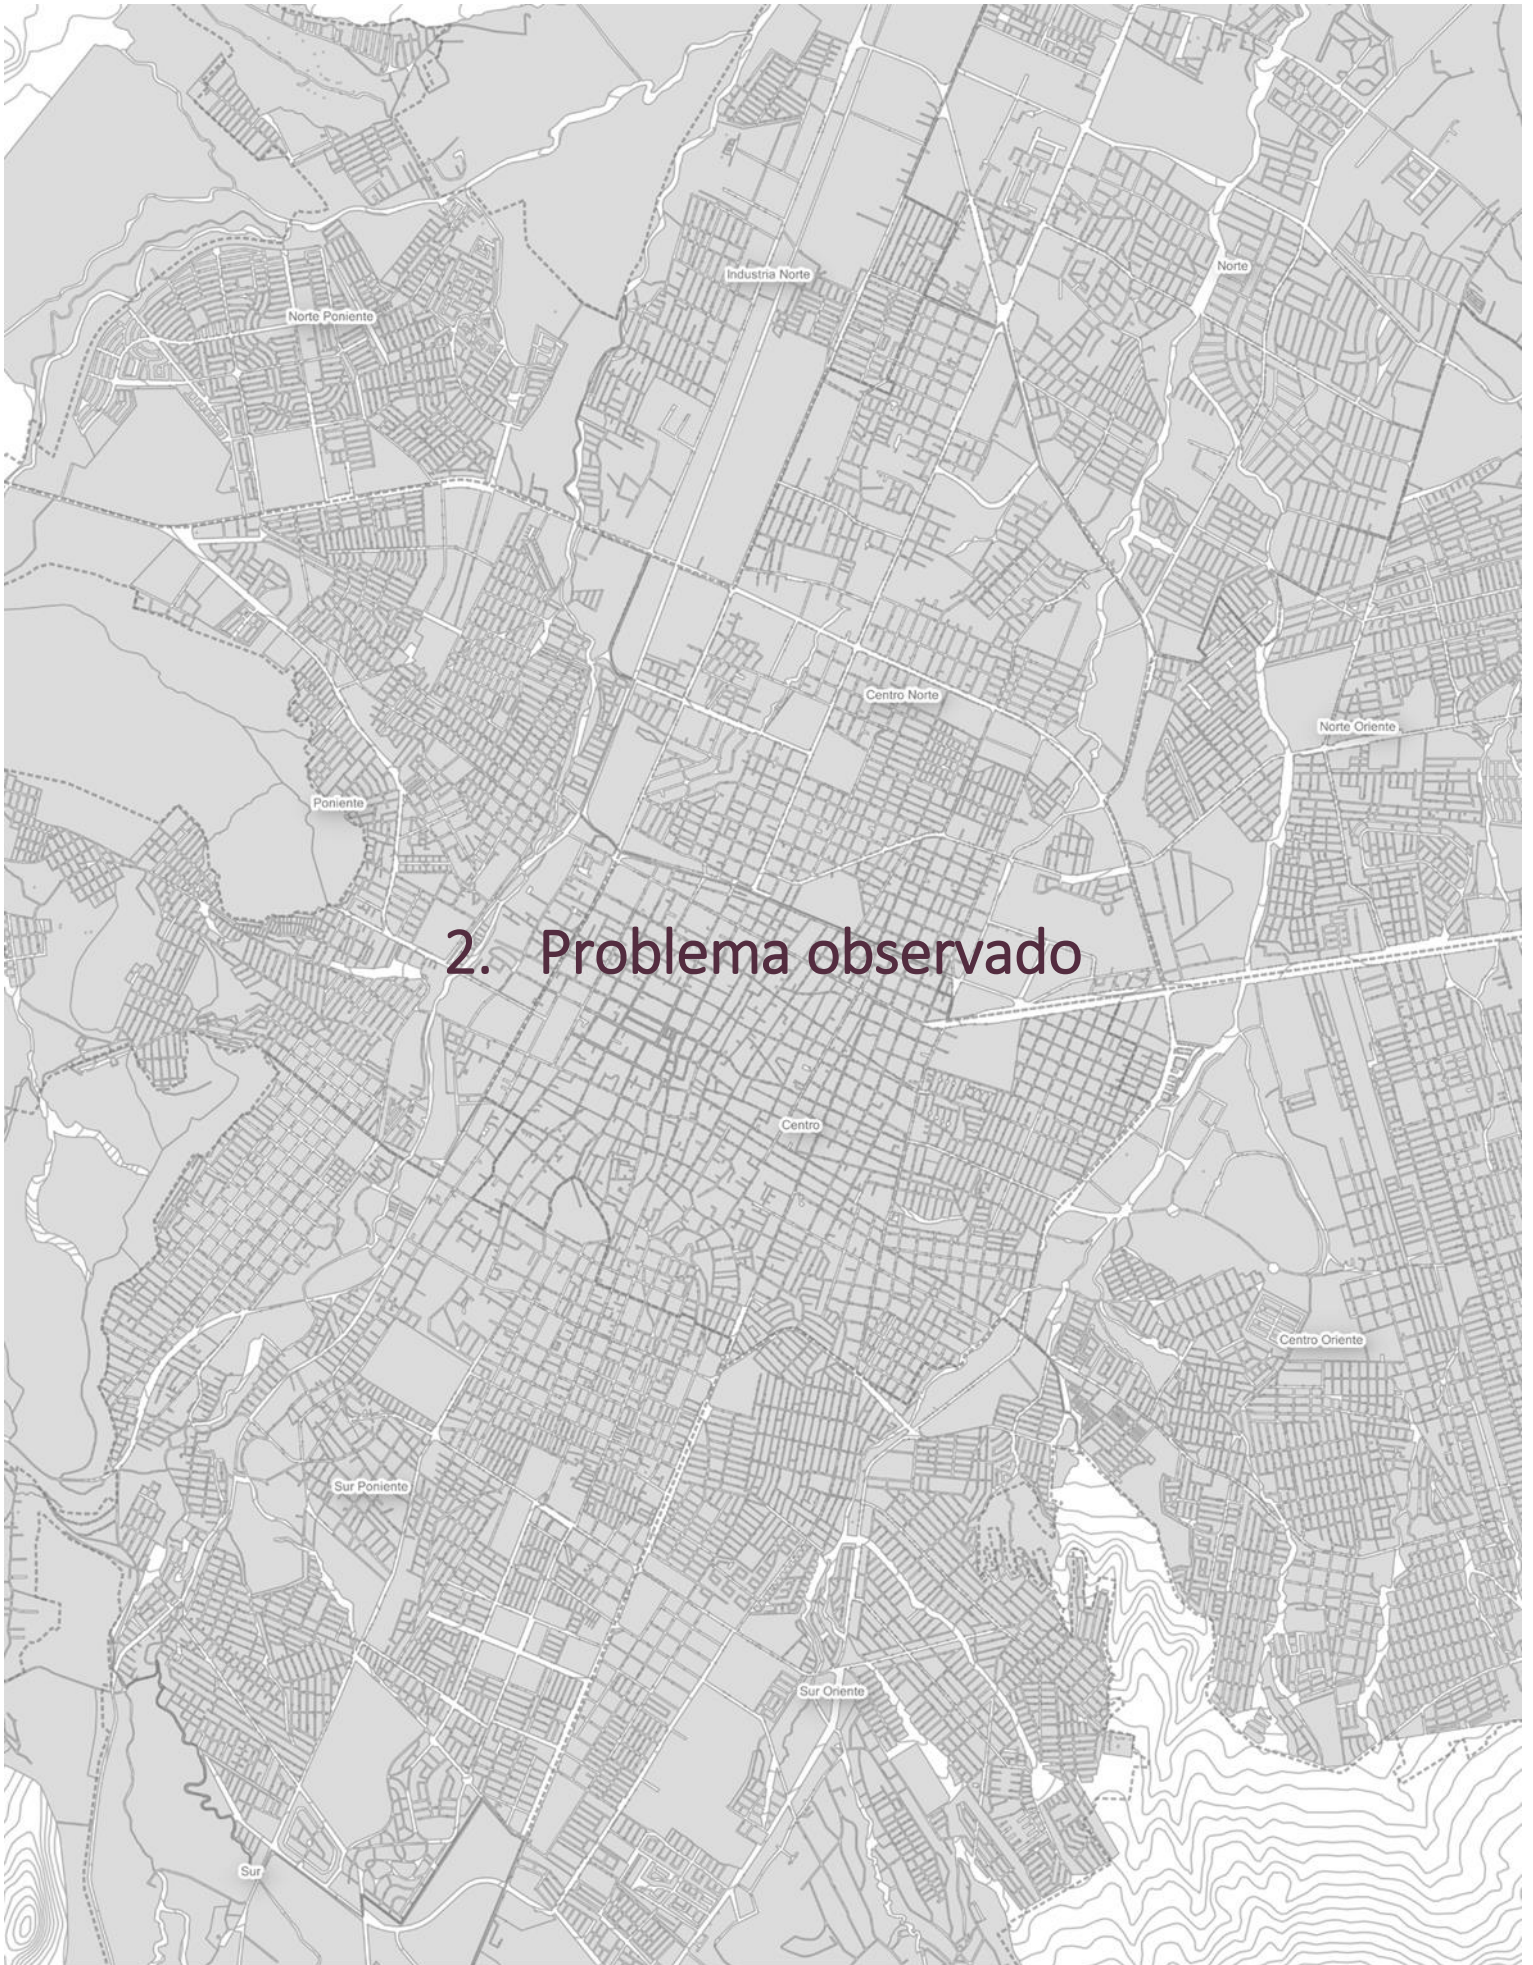 Industria Norte
Norte
Norte Poniente
Centro Norte
Norte Oriente
Poniente
2. Problema observado
Centro
Centro Oriente
Sur Poniente
Sur Oriente
Sur